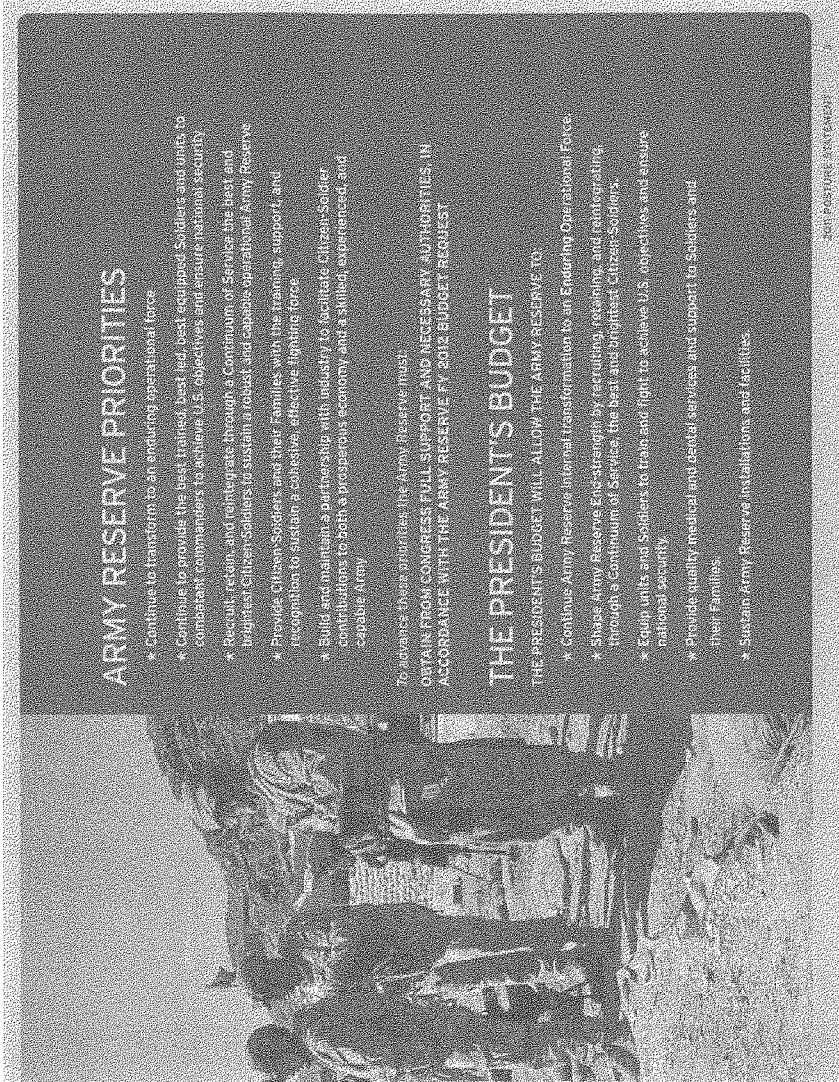 ARMY RESERVE PRIORITIES
★ Continue to transform to an enduring operational force
★ Continue to provide the best trained, best led, best equipped Soldiers and units, to
combatant commanders to achieve U.S. objectives and ensure national security
★ Recruit, retain, and reintegrate through a Continuum of Service the best and
brightest Citizen-Soldiers to sustain a robust and capable operational Army Reserve
★ Provide Citizen-Soldiers and their Families with the training, support, and
recognition to sustain a cohesive, effective fighting force
★ Build and maintain a partnership with industry to facilitate Citizen-Soldier
contributions to both a prosperous economy and a skilled, experienced, and
capable Army
To advance these priorities, the Army Reserve must:
OBTAIN FROM CONGRESS FULL SUPPORT AND NECESSARY AUTHORITIES, IN
ACCORDANCE WITH THE ARMY RESERVE FY 2012 BUDGET REQUEST
THE PRESIDENT'S BUDGET
THE PRESIDENT'S BUDGET WILL ALLOW THE ARMY RESERVE TO:
★ Continue Army Reserve internal transformation to an Enduring Operational Force.
★ Shape Army Reserve End-strength by recruiting, retaining, and reintegrating,
through a Continuum of Service, the best and brightest Citizen-Soldiers.
★ Equip units and Soldiers to train and fight to achieve U.S. objectives and ensure
national security.
★ Provide quality medical and dental services and support to Soldiers and
their Families.
★ Sustain Army Reserve installations and facilities.
2011 POSTURE STATEMENT